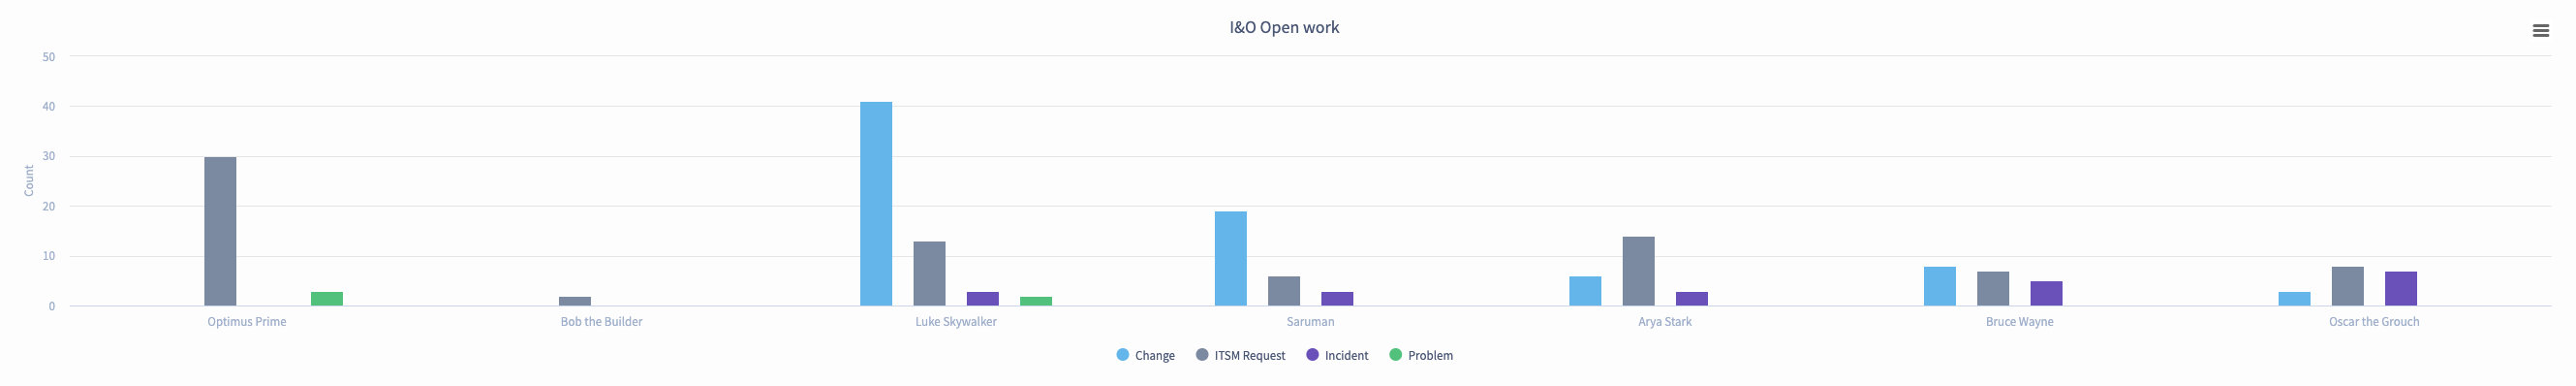 I&O Open work
Count
50
40
30
20
10
0
Optimus Prime
Bob the Builder
Luke Skywalker
Saruman
Arya Stark
Bruce Wayne
Oscar the Grouch
Change ITSM Request Incident Problem